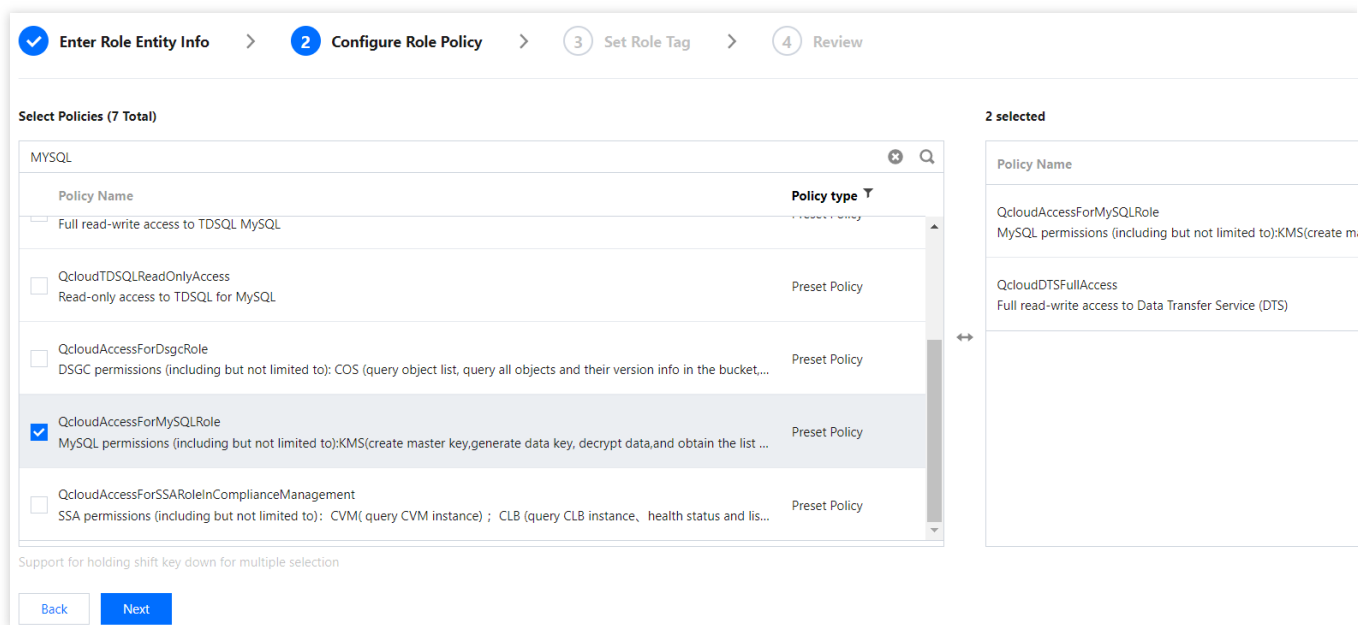 Enter Role Entity Info
2 Configure Role Policy
3 Set Role Tag
4 Review
Select Policies (7 Total)
MYSQL
Policy Name Policy type
Full read-write access to TDSQL MySQL
Preset Policy
QcloudTDSQLReadOnlyAccess
Read-only access to TDSQL for MySQL
Preset Policy
QcloudAccessForDsgcRole
DSGC permissions (including but not limited to): COS (query object list, query all objects and their version info in the bucket,...
Preset Policy
QcloudAccessForMySQLRole
MySQL permissions (including but not limited to):KMS(create master key,generate data key, decrypt data,and obtain the list ...
Preset Policy
QcloudAccessForSSARoleInComplianceManagement
SSA permissions (including but not limited to)：CVM( query CVM instance) ；CLB (query CLB instance、health status and lis...
Preset Policy
Support for holding shift key down for multiple selection
Back
Next
2 selected
Policy Name
QcloudAccessForMySQLRole
MySQL permissions (including but not limited to):KMS(create ma
QcloudDTSFullAccess
Full read-write access to Data Transfer Service (DTS)